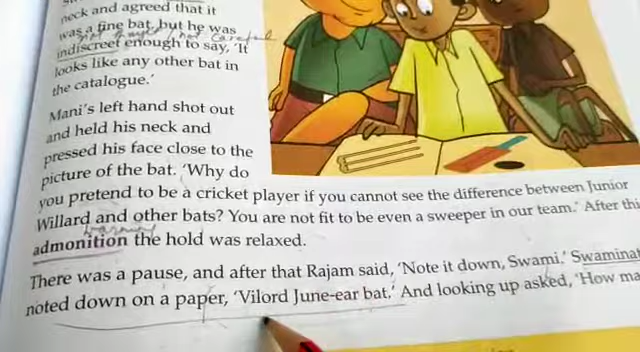 neck and agreed that it
was a fine bat, but he was
not careful
indiscreet enough to say, 'It
looks like any other bat in
the catalogue.'
Mani's left hand shot out
and held his neck and
pressed his face close to the
picture of the bat. 'Why do
you pretend to be a cricket player if you cannot see the difference between Junior
Willard and other bats? You are not fit to be even a sweeper in our team.' After thi
warning
admonition the hold was relaxed.
There was a pause, and after that Rajam said, 'Note it down, Swami.' Swaminat
noted down on a paper, 'Vilord June-ear bat.' And looking up asked, 'How ma